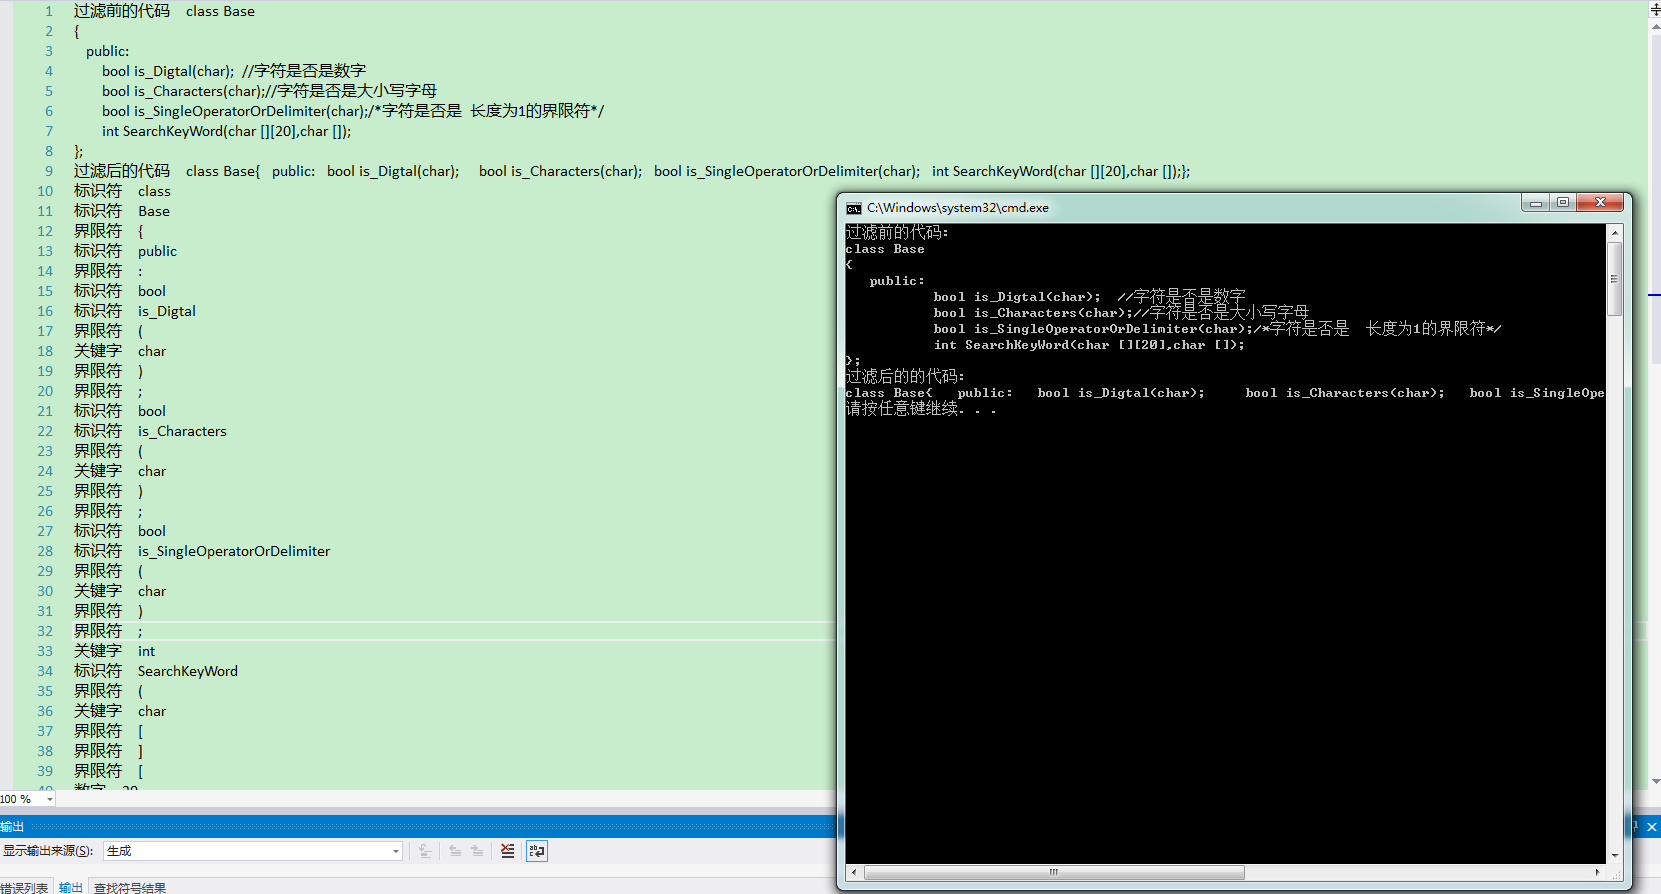 1 过滤前的代码 class Base
2 {
3 public:
4 bool is_Digtal(char); //字符是否是数字
5 bool is_Characters(char);//字符是否是大小写字母
6 bool is_SingleOperatorOrDelimiter(char);/*字符是否是 长度为1的界限符*/
7 int SearchKeyWord(char [][20],char []);
8 };
9 过滤后的代码 class Base{ public: bool is_Digtal(char); bool is_Characters(char); bool is_SingleOperatorOrDelimiter(char); int SearchKeyWord(char [][20],char []);};
10 标识符 class
11 标识符 Base
12 界限符 {
13 标识符 public
14 界限符 :
15 标识符 bool
16 标识符 is_Digtal
17 界限符 (
18 关键字 char
19 界限符 )
20 界限符 ;
21 标识符 bool
22 标识符 is_Characters
23 界限符 (
24 关键字 char
25 界限符 )
26 界限符 ;
27 标识符 bool
28 标识符 is_SingleOperatorOrDelimiter
29 界限符 (
30 关键字 char
31 界限符 )
32 界限符 ;
33 关键字 int
34 标识符 SearchKeyWord
35 界限符 (
36 关键字 char
37 界限符 [
38 界限符 ]
39 界限符 [
40 数字 20
100 %
输出
显示输出来源(S): 生成
错误列表 输出 查找符号结果
C:\Windows\system32\cmd.exe
过滤前的代码:
class Base
{
public:
bool is_Digtal(char); //字符是否是数字
bool is_Characters(char);//字符是否是大小写字母
bool is_SingleOperatorOrDelimiter(char);/*字符是否是 长度为1的界限符*/
int SearchKeyWord(char [][20],char []);
};
过滤后的的代码:
class Base{ public: bool is_Digtal(char); bool is_Characters(char); bool is_SingleOpe
请按任意键继续. . .